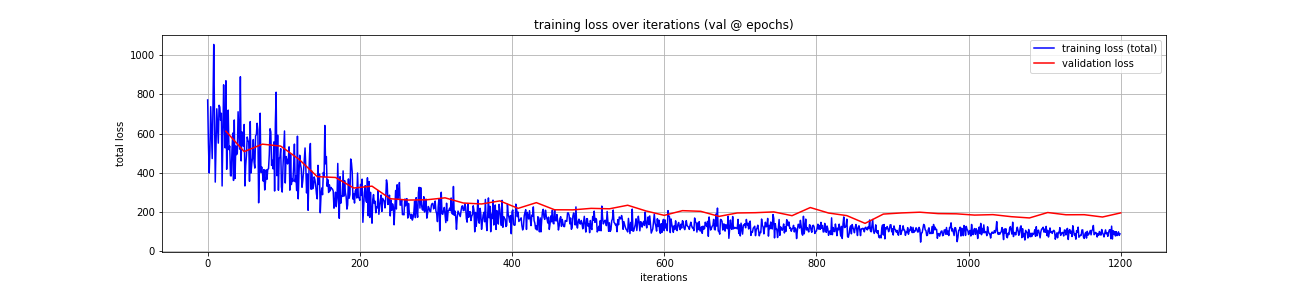 training loss over iterations (val @ epochs)
training loss (total)
validation loss
total loss
1000
800
600
400
200
0
0 200 400 600 800 1000 1200
iterations